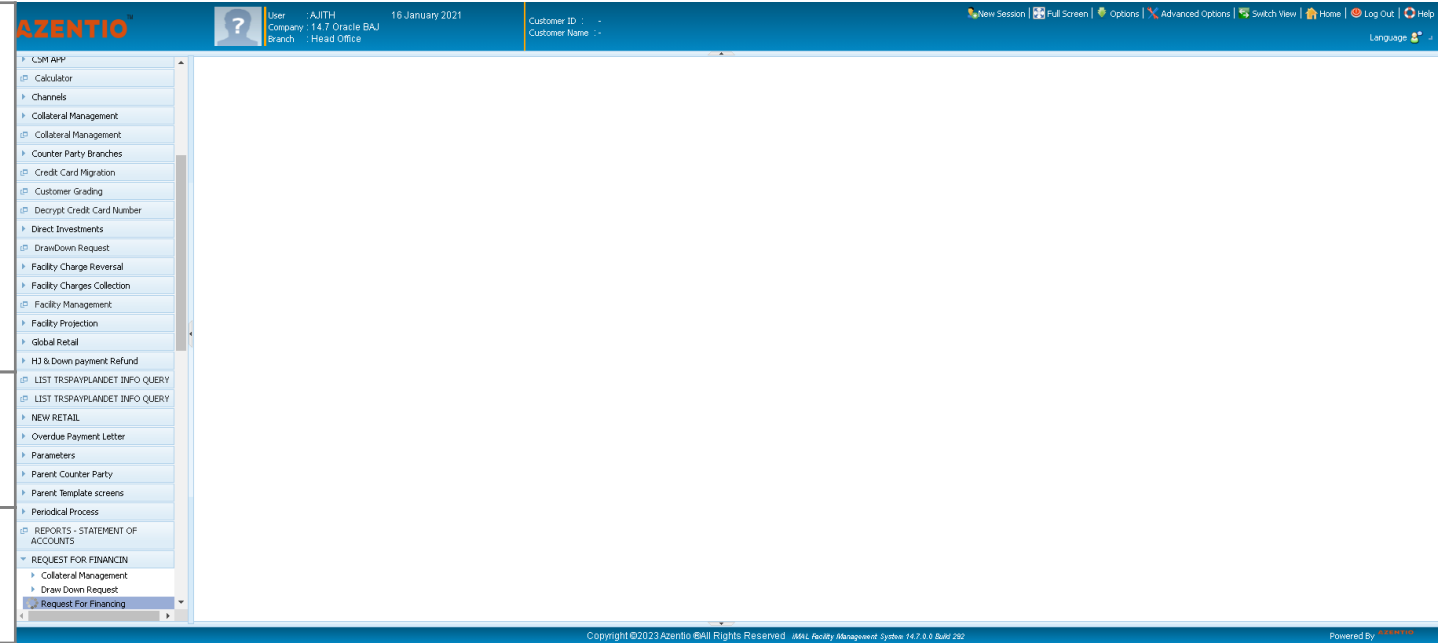 AZENTIO™
User : AJITH 16 January 2021
Company : 14.7 Oracle BAJ
Branch : Head Office
Customer ID : -
Customer Name : -
New Session | Full Screen | Options | Advanced Options | Switch View | Home | Log Out | Help
Language
CSM APP
Calculator
Channels
Collateral Management
Collateral Management
Counter Party Branches
Credit Card Migration
Customer Grading
Decrypt Credit Card Number
Direct Investments
DrawDown Request
Facility Charge Reversal
Facility Charges Collection
Facility Management
Facility Projection
Global Retail
HJ & Down payment Refund
LIST TRSPAYPLANDET INFO QUERY
LIST TRSPAYPLANDET INFO QUERY
NEW RETAIL
Overdue Payment Letter
Parameters
Parent Counter Party
Parent Template screens
Periodical Process
REPORTS - STATEMENT OF
ACCOUNTS
REQUEST FOR FINANCIN
Collateral Management
Draw Down Request
Request For Financing
Copyright©2023 Azentio ®All Rights Reserved iMAL Facility Management System 14.7.0.0 Build 292
Powered By AZENTIO